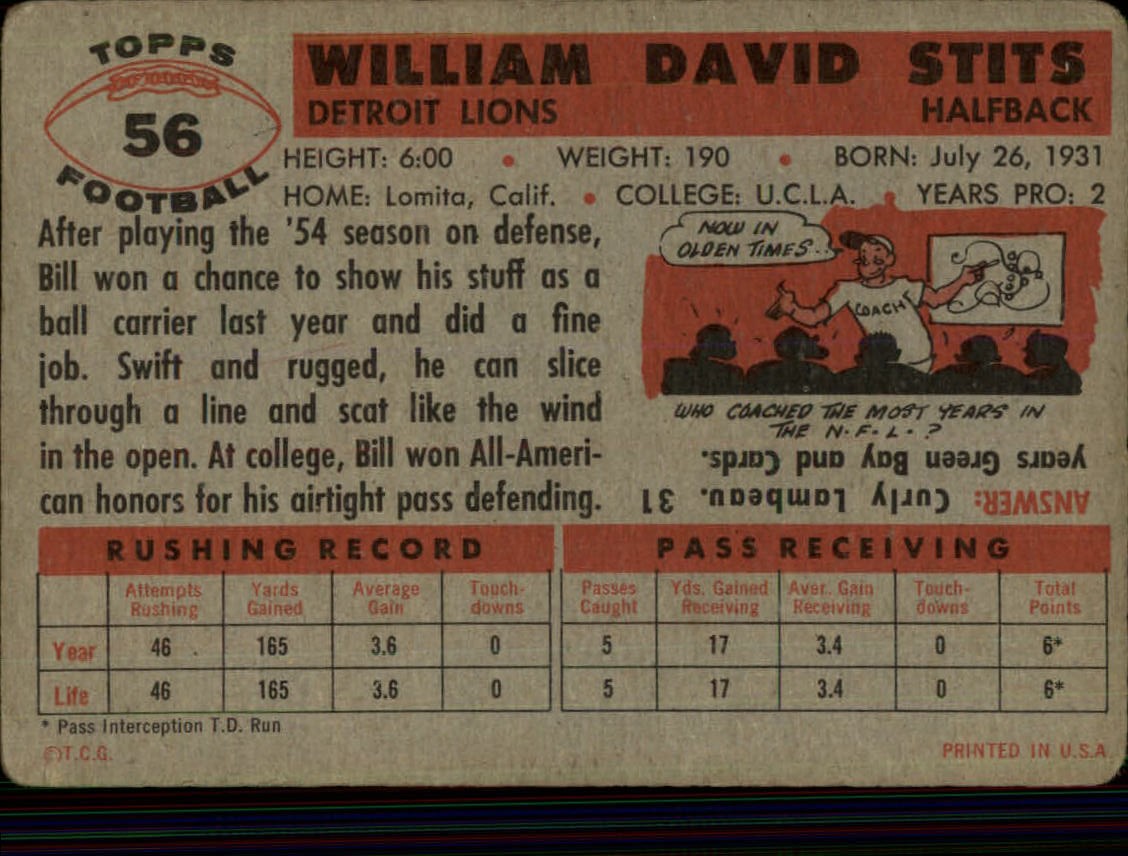 TOPPS
56
FOOTBALL
WILLIAM DAVID STITS
DETROIT LIONS HALFBACK
HEIGHT: 6:00 • WEIGHT: 190 • BORN: July 26, 1931
HOME: Lomita, Calif. • COLLEGE: U.C.L.A. • YEARS PRO: 2
After playing the '54 season on defense,
Bill won a chance to show his stuff as a
ball carrier last year and did a fine
job. Swift and rugged, he can slice
through a line and scat like the wind
in the open. At college, Bill won All-Ameri-
can honors for his airtight pass defending.
NOW IN
OLDEN TIMES...
COACH
WHO COACHED THE MOST YEARS IN
THE N.F.L.?
ANSWER: Curly Lambeau. 31
years Green Bay and Cards.
RUSHING RECORD
Attempts Rushing Yards Gained Average Gain Touch-downs
Year 46 165 3.6 0
Life 46 165 3.6 0
PASS RECEIVING
Passes Caught Yds. Gained Receiving Aver. Gain Receiving Touch-downs Total Points
5 17 3.4 0 6*
5 17 3.4 0 6*
* Pass Interception T.D. Run
©T.C.G. PRINTED IN U.S.A.